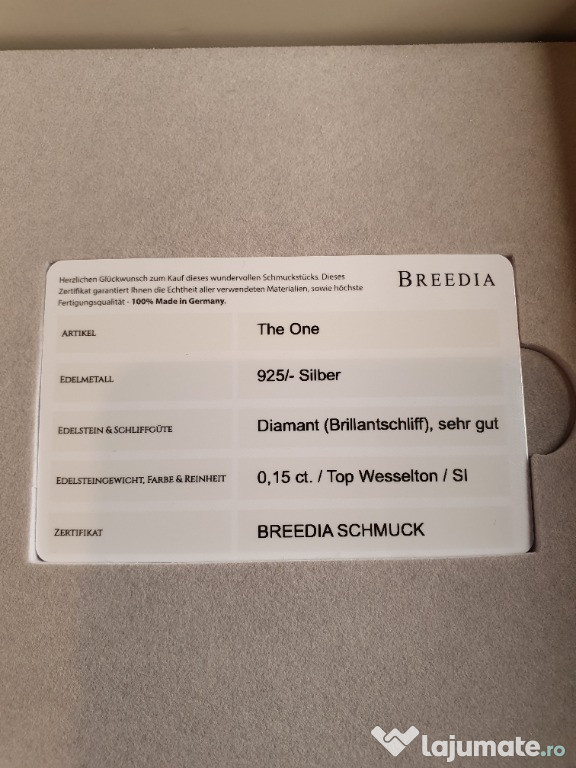 Herzlichen Glückwunsch zum Kauf dieses wundervollen Schmuckstücks. Dieses
Zertifikat garantiert Ihnen die Echtheit aller verwendeten Materialien, sowie höchste
Fertigungsqualität - 100% Made in Germany.
BREEDIA
ARTIKEL The One
EDELMETALL 925/- Silber
EDELSTEIN & SCHLIFFGÜTE Diamant (Brillantschliff), sehr gut
EDELSTEINGEWICHT, FARBE & REINHEIT 0,15 ct. / Top Wesselton / SI
ZERTIFIKAT BREEDIA SCHMUCK
lajumate.ro